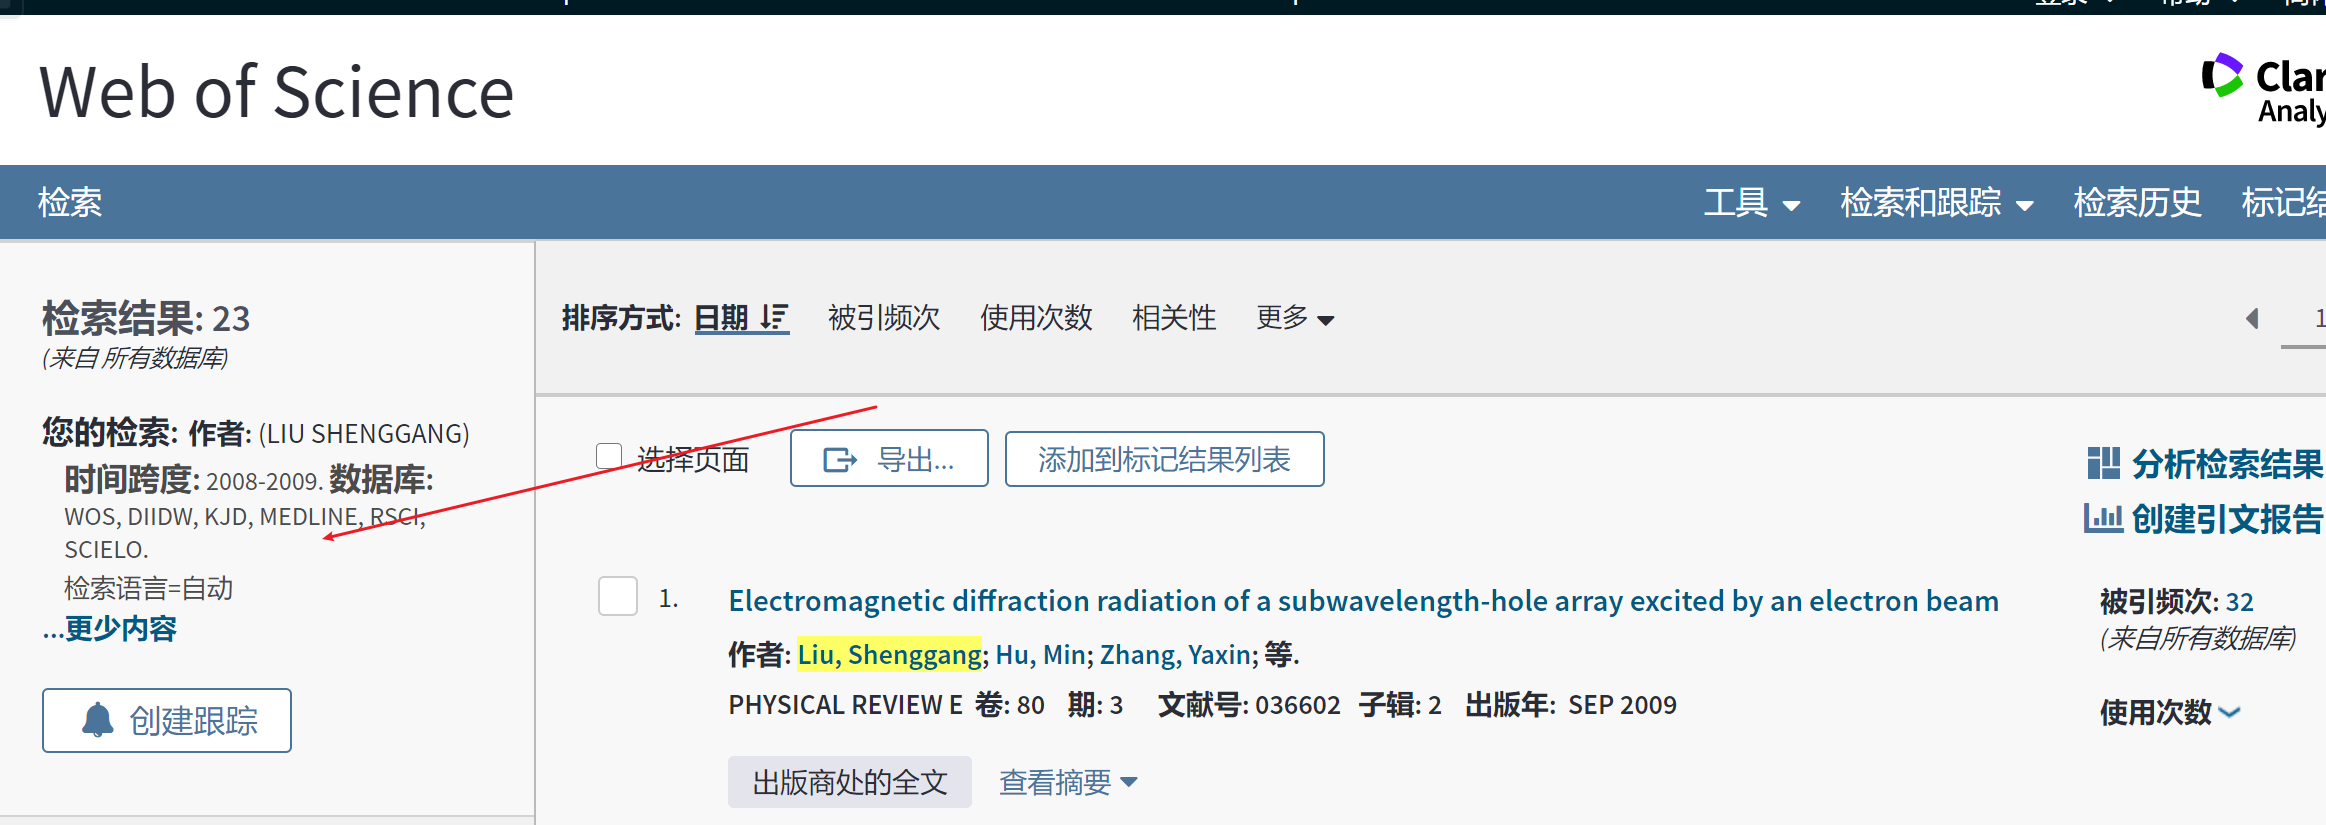 Web of Science
Clar
Analy
检索
工具
检索和跟踪
检索历史
标记结
检索结果: 23
(来自 所有数据库)
您的检索: 作者: (LIU SHENGGANG)
时间跨度: 2008-2009. 数据库:
WOS, DIIDW, KJD, MEDLINE, RSCI,
SCIELO.
检索语言=自动
...更少内容
创建跟踪
排序方式: 日期 被引频次 使用次数 相关性 更多
1
选择页面
导出...
添加到标记结果列表
分析检索结果
创建引文报告
1. Electromagnetic diffraction radiation of a subwavelength-hole array excited by an electron beam
作者: Liu, Shenggang; Hu, Min; Zhang, Yaxin; 等.
PHYSICAL REVIEW E 卷: 80 期: 3 文献号: 036602 子辑: 2 出版年: SEP 2009
出版商处的全文
查看摘要
被引频次: 32
(来自所有数据库)
使用次数